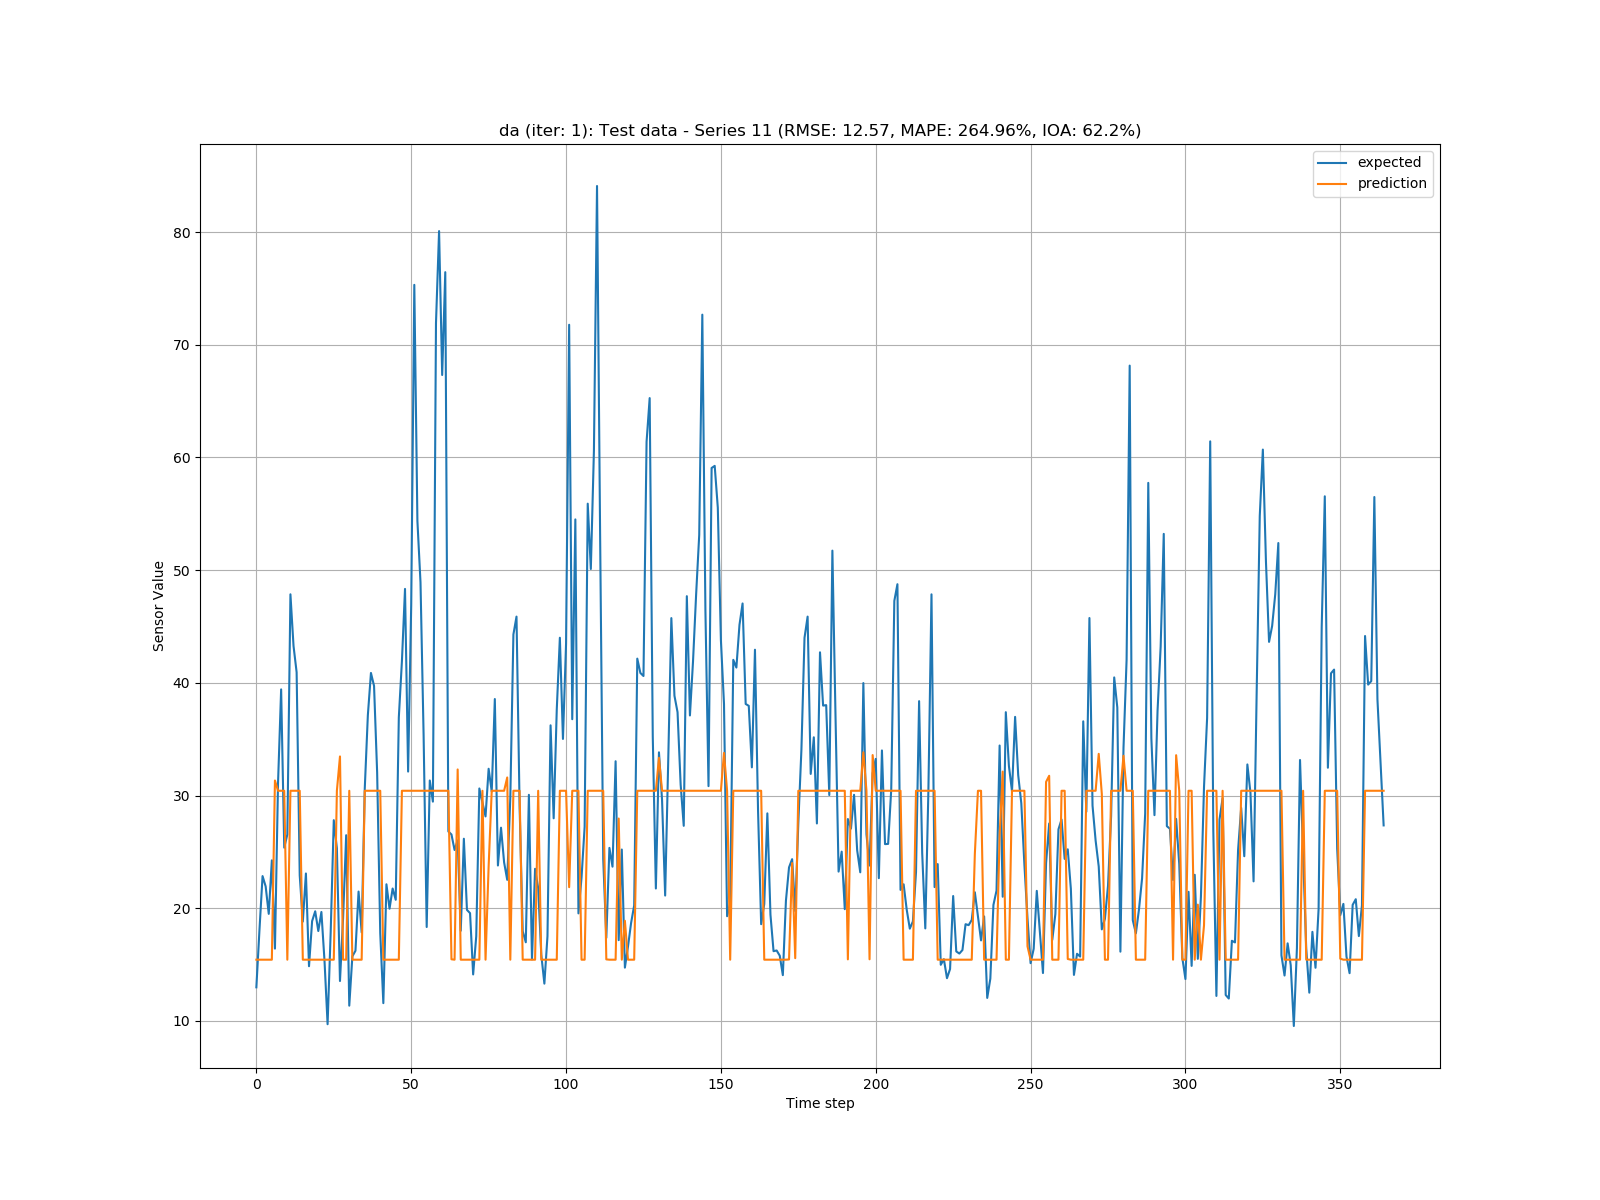 da (iter: 1): Test data - Series 11 (RMSE: 12.57, MAPE: 264.96%, IOA: 62.2%)
expected
prediction
80
70
60
50
40
30
20
10
Sensor Value
0 50 100 150 200 250 300 350
Time step